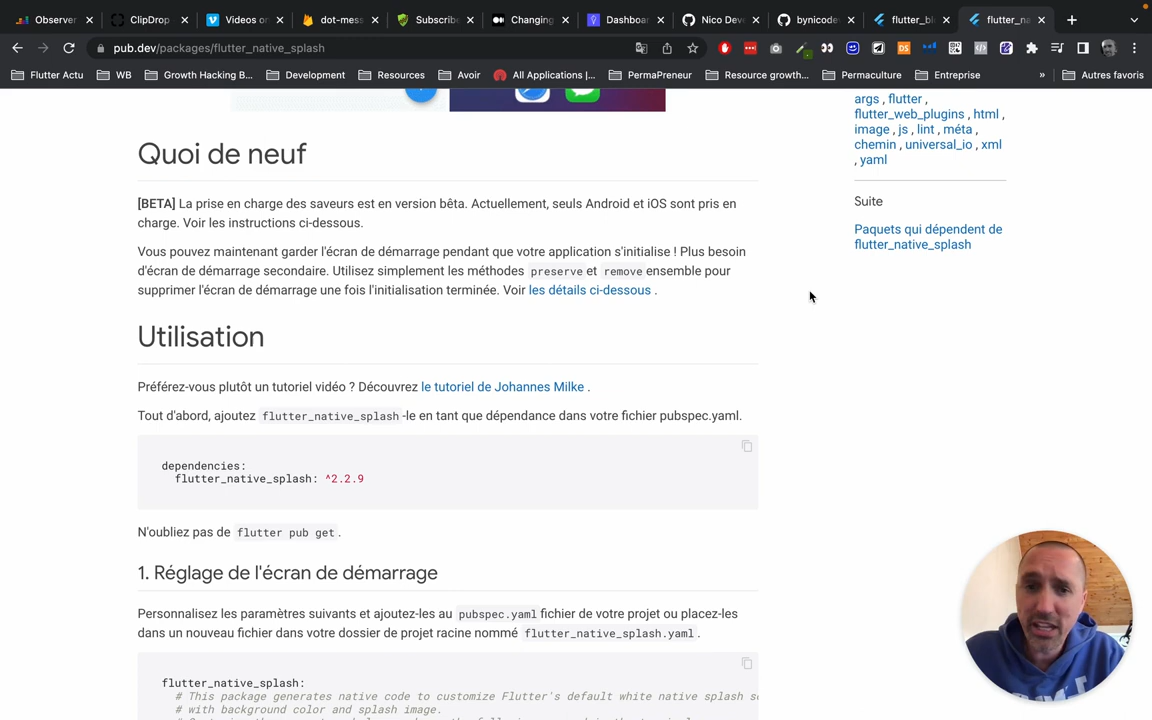 Observer
ClipDrop
Videos on
dot-mess
Subscribe
Changing
Dashboar
Nico Deve
bynicodev
flutter_bl
flutter_na
pub.dev/packages/flutter_native_splash
Flutter Actu
WB
Growth Hacking B...
Development
Resources
Avoir
All Applications |...
PermaPreneur
Resource growth...
Permaculture
Entreprise
»
Autres favoris
args , flutter ,
flutter_web_plugins , html ,
image , js , lint , méta ,
chemin , universal_io , xml
, yaml
Quoi de neuf
[BETA] La prise en charge des saveurs est en version bêta. Actuellement, seuls Android et iOS sont pris en
charge. Voir les instructions ci-dessous.
Suite
Paquets qui dépendent de
flutter_native_splash
Vous pouvez maintenant garder l'écran de démarrage pendant que votre application s'initialise ! Plus besoin
d'écran de démarrage secondaire. Utilisez simplement les méthodes preserve et remove ensemble pour
supprimer l'écran de démarrage une fois l'initialisation terminée. Voir les détails ci-dessous .
Utilisation
Préférez-vous plutôt un tutoriel vidéo ? Découvrez le tutoriel de Johannes Milke .
Tout d'abord, ajoutez flutter_native_splash -le en tant que dépendance dans votre fichier pubspec.yaml.
dependencies:
flutter_native_splash: ^2.2.9
N'oubliez pas de flutter pub get .
1. Réglage de l'écran de démarrage
Personnalisez les paramètres suivants et ajoutez-les au pubspec.yaml fichier de votre projet ou placez-les
dans un nouveau fichier dans votre dossier de projet racine nommé flutter_native_splash.yaml .
flutter_native_splash:
# This package generates native code to customize Flutter's default white native splash s
# with background color and splash image.